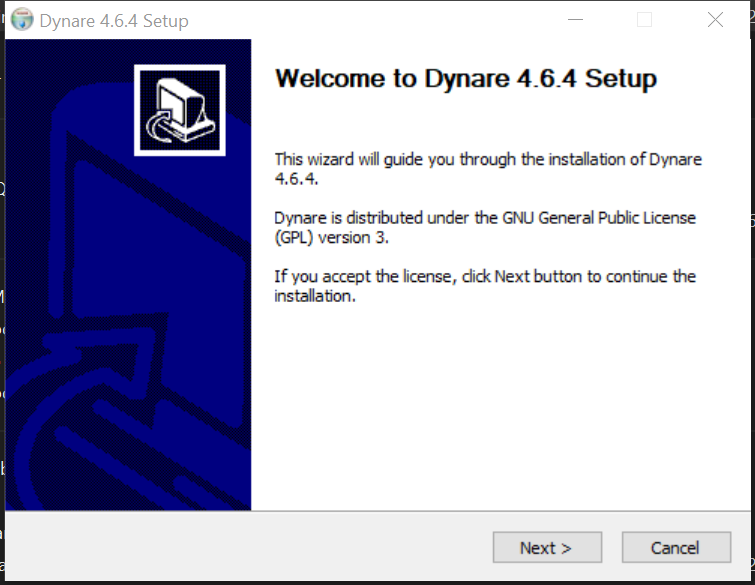 Dynare 4.6.4 Setup
Welcome to Dynare 4.6.4 Setup
This wizard will guide you through the installation of Dynare
4.6.4.
Dynare is distributed under the GNU General Public License
(GPL) version 3.
If you accept the license, click Next button to continue the
installation.
Next >
Cancel